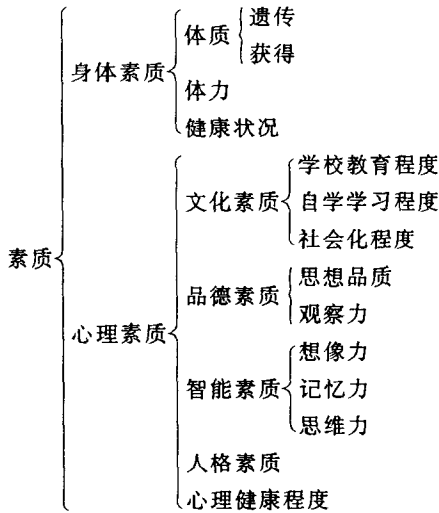 遗传
体质
获得
身体素质
体力
健康状况
学校教育程度
文化素质
自学学习程度
社会化程度
素质
思想品质
品德素质
观察力
心理素质
想像力
智能素质
记忆力
思维力
人格素质
心理健康程度